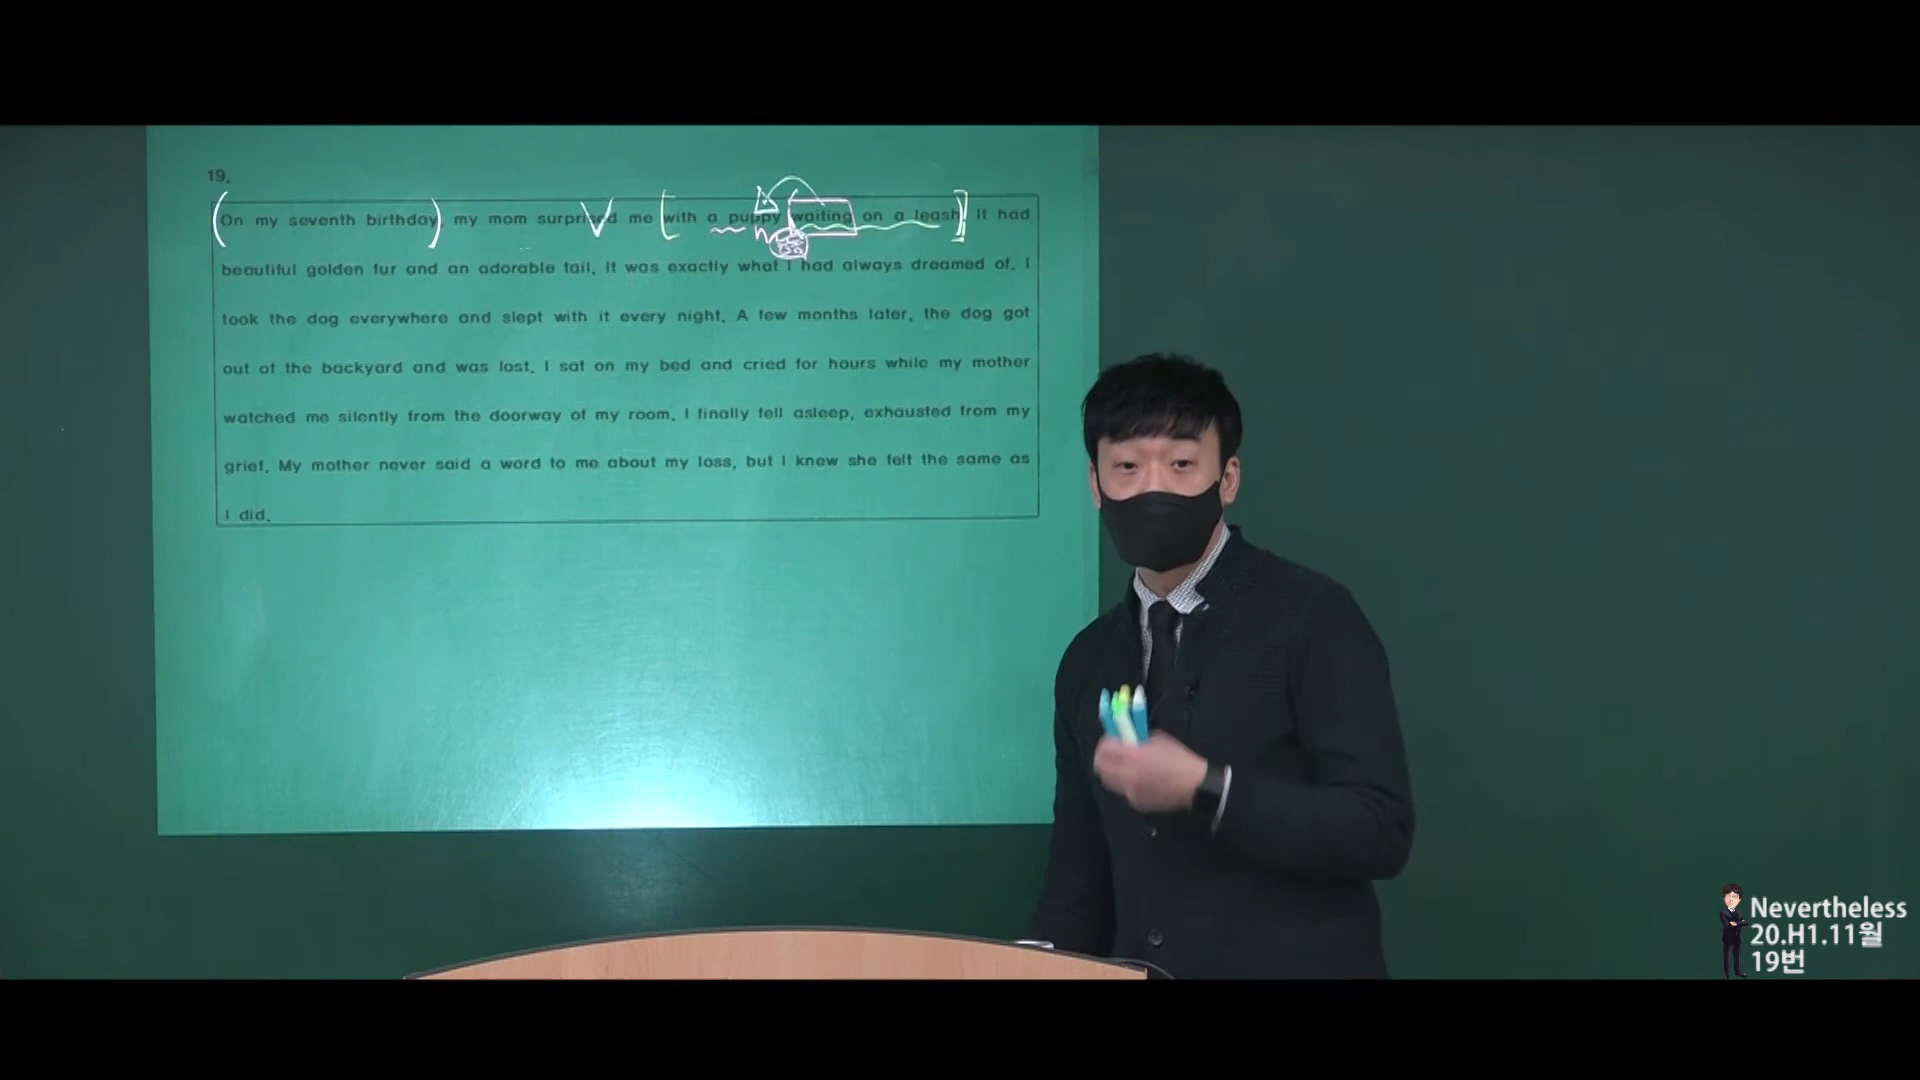 19.
On my seventh birthday, my mom surprised me with a puppy waiting on a leash. It had
beautiful golden fur and an adorable tail. It was exactly what I had always dreamed of. I
took the dog everywhere and slept with it every night. A few months later, the dog got
out of the backyard and was lost. I sat on my bed and cried for hours while my mother
watched me silently from the doorway of my room. I finally fell asleep, exhausted from my
grief. My mother never said a word to me about my loss, but I knew she felt the same as
I did.
Nevertheless
20.H1.11월
19번